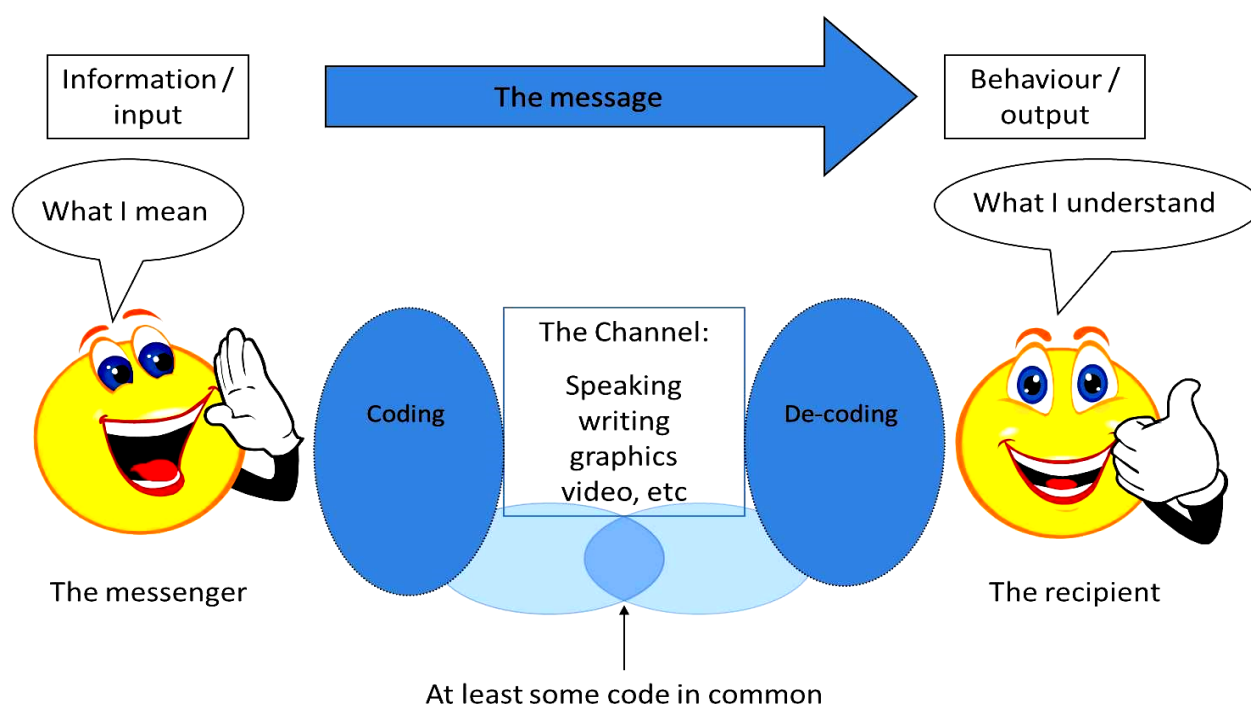 Information /
input
The message
Behaviour /
output
What I mean
What I understand
The Channel:
Speaking
writing
graphics
video, etc
Coding
De-coding
The messenger
The recipient
At least some code in common